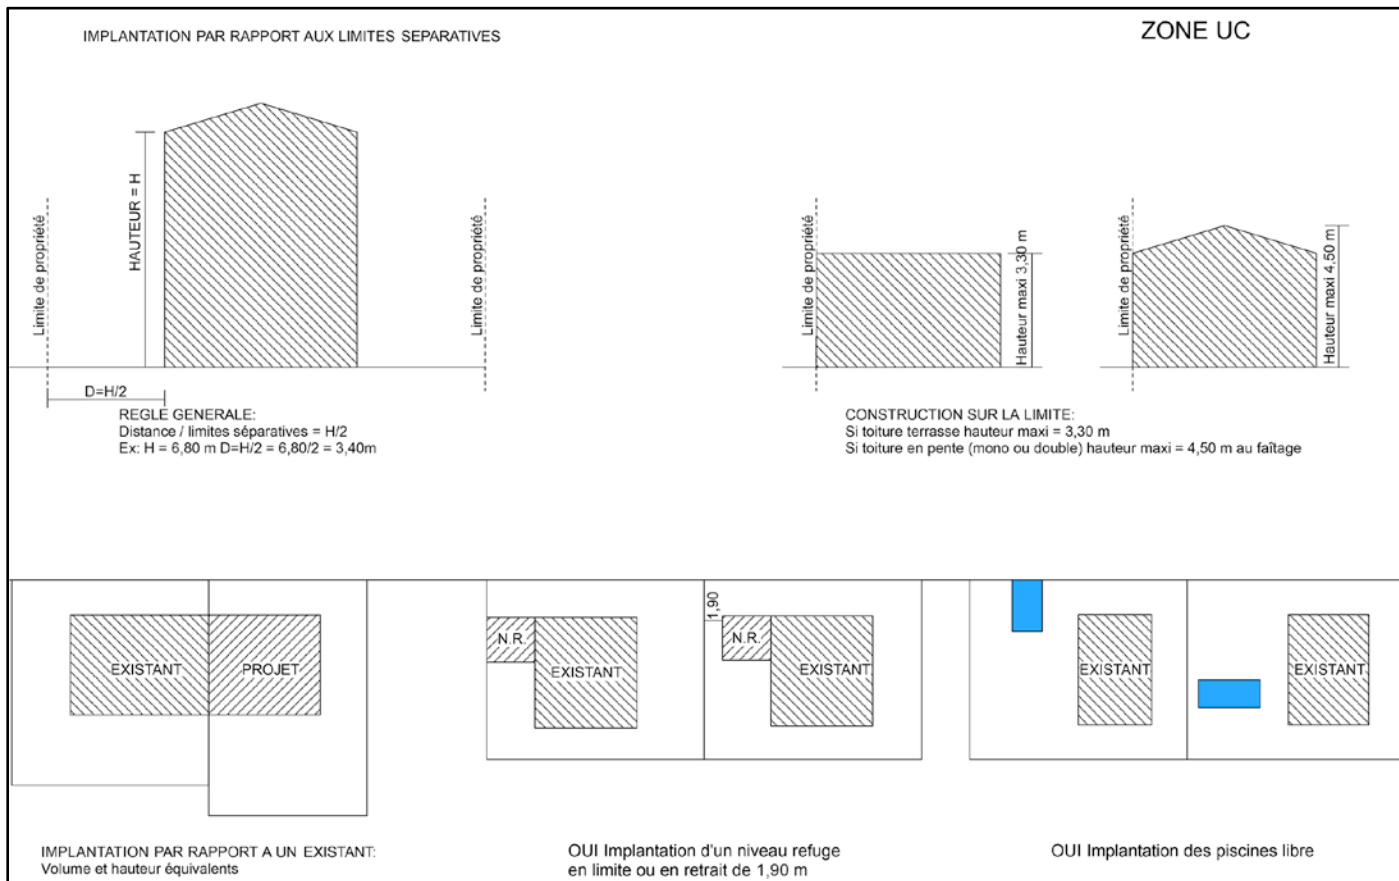 IMPLANTATION PAR RAPPORT AUX LIMITES SEPARATIVES
ZONE UC
Limite de propriété
HAUTEUR = H
Limite de propriété
D=H/2
REGLE GENERALE:
Distance / limites séparatives = H/2
Ex: H = 6,80 m D=H/2 = 6,80/2 = 3,40m
Limite de propriété
Hauteur maxi 3,30 m
Limite de propriété
Hauteur maxi 4,50 m
CONSTRUCTION SUR LA LIMITE:
Si toiture terrasse hauteur maxi = 3,30 m
Si toiture en pente (mono ou double) hauteur maxi = 4,50 m au faîtage
EXISTANT
PROJET
IMPLANTATION PAR RAPPORT A UN EXISTANT:
Volume et hauteur équivalents
N.R.
EXISTANT
1,90
N.R.
EXISTANT
OUI Implantation d'un niveau refuge
en limite ou en retrait de 1,90 m
EXISTANT
EXISTANT
OUI Implantation des piscines libre